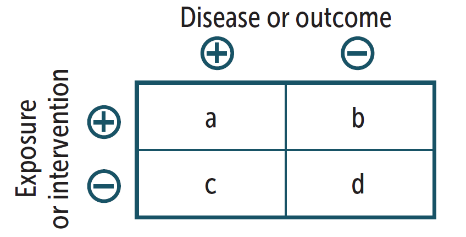 Disease or outcome
+ −
Exposure
or intervention
+ a b
− c d